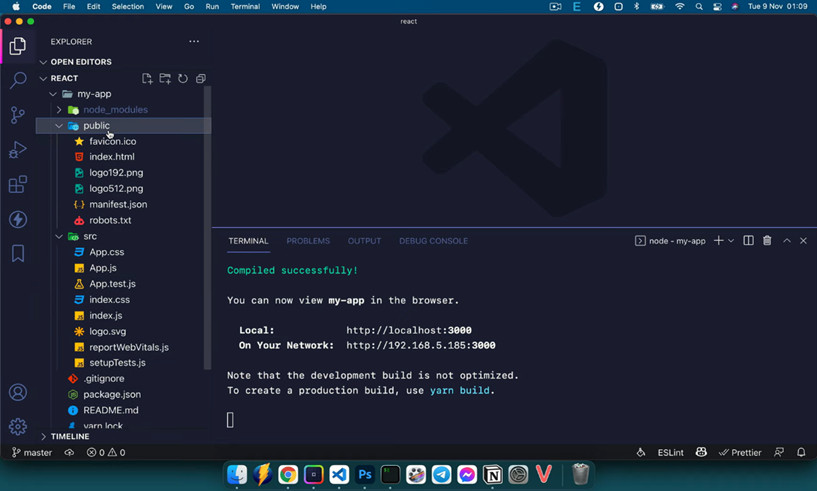 Code File Edit Selection View Go Run Terminal Window Help Tue 9 Nov 01:09
react
EXPLORER
OPEN EDITORS
REACT
my-app
node_modules
public
favicon.ico
index.html
logo192.png
logo512.png
manifest.json
robots.txt
src
App.css
App.js
App.test.js
index.css
index.js
logo.svg
reportWebVitals.js
setupTests.js
.gitignore
package.json
README.md
yarn.lock
TIMELINE
TERMINAL PROBLEMS OUTPUT DEBUG CONSOLE node - my-app
Compiled successfully!
You can now view my-app in the browser.
Local: http://localhost:3000
On Your Network: http://192.168.5.185:3000
Note that the development build is not optimized.
To create a production build, use yarn build.
master 0 0 ESLint Prettier